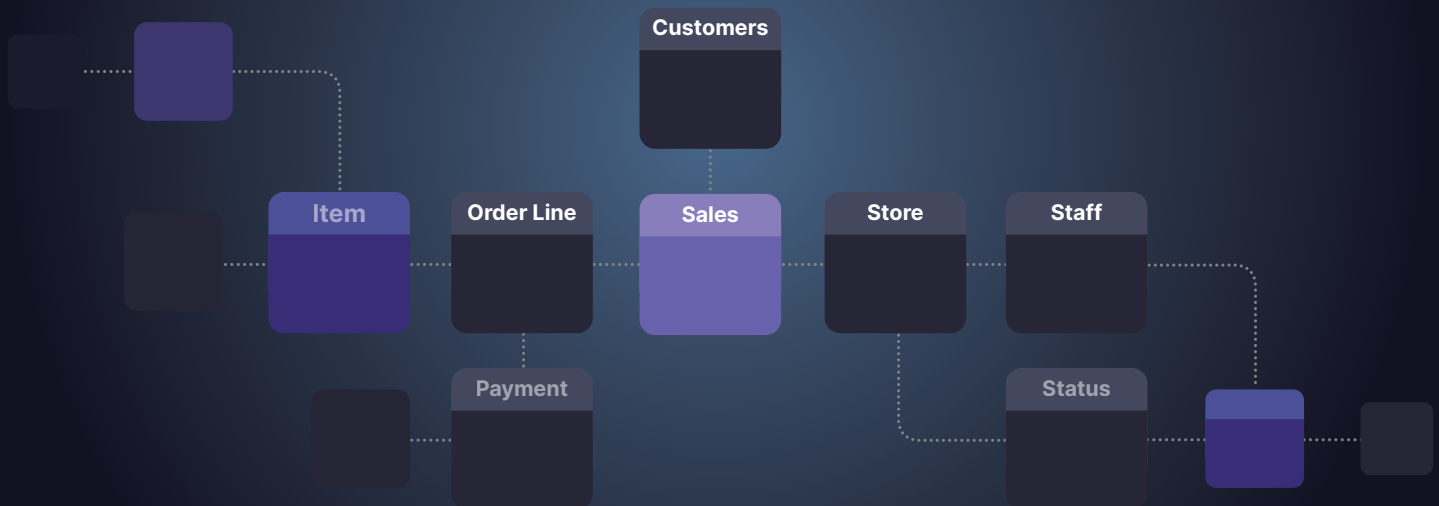 Customers
Item
Order Line
Sales
Store
Staff
Payment
Status